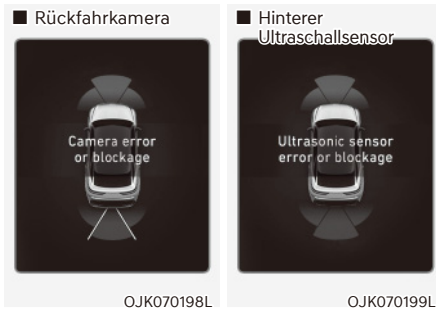 ■ Rückfahrkamera
Camera error
or blockage
OJK070198L
■ Hinterer
Ultraschallsensor
Ultrasonic sensor
error or blockage
OJK070199L